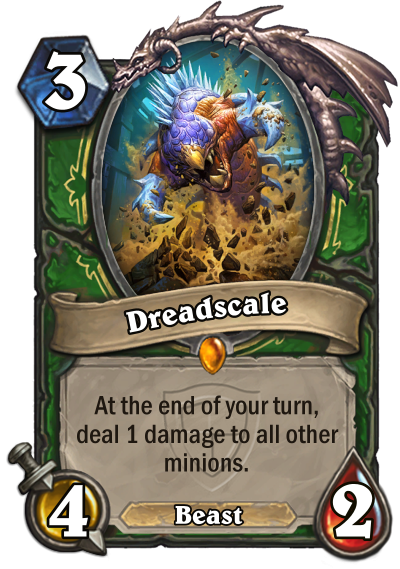 3
Dreadscale
At the end of your turn,
deal 1 damage to all other
minions.
4
Beast
2